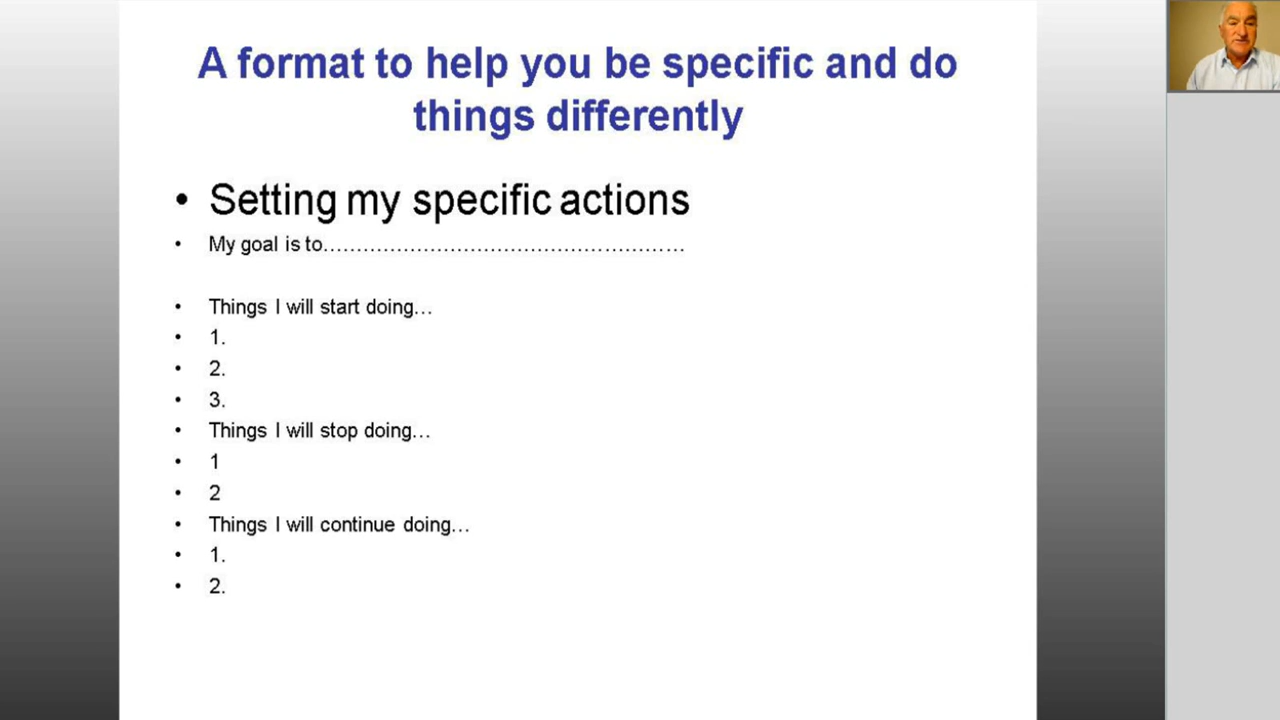 A format to help you be specific and do
things differently
• Setting my specific actions
• My goal is to………………………………………………
• Things I will start doing…
• 1.
• 2.
• 3.
• Things I will stop doing…
• 1
• 2
• Things I will continue doing…
• 1.
• 2.